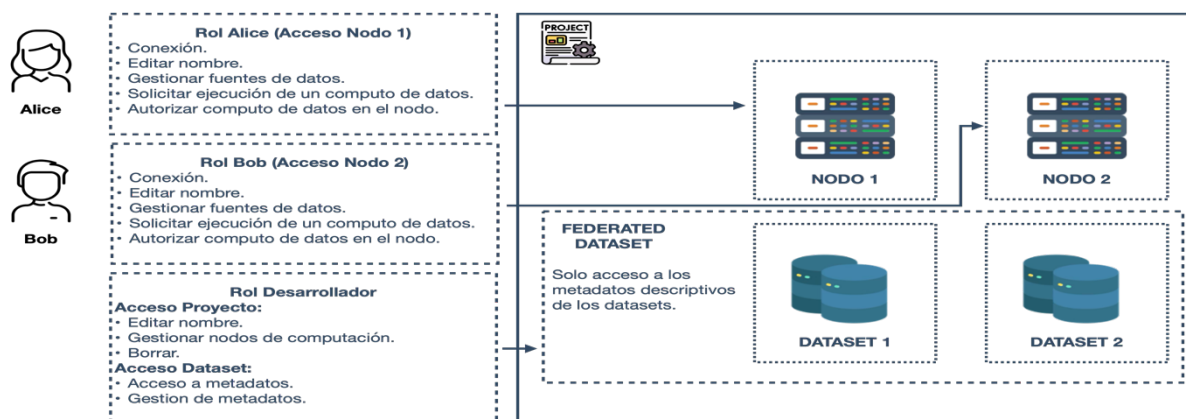 Alice
Bob
Rol Alice (Acceso Nodo 1)
• Conexión.
• Editar nombre.
• Gestionar fuentes de datos.
• Solicitar ejecución de un computo de datos.
• Autorizar computo de datos en el nodo.
Rol Bob (Acceso Nodo 2)
• Conexión.
• Editar nombre.
• Gestionar fuentes de datos.
• Solicitar ejecución de un computo de datos.
• Autorizar computo de datos en el nodo.
Rol Desarrollador
Acceso Proyecto:
• Editar nombre.
• Gestionar nodos de computación.
• Borrar.
Acceso Dataset:
• Acceso a metadatos.
• Gestion de metadatos.
PROJECT
NODO 1
NODO 2
FEDERATED
DATASET
Solo acceso a los
metadatos descriptivos
de los datasets.
DATASET 1
DATASET 2